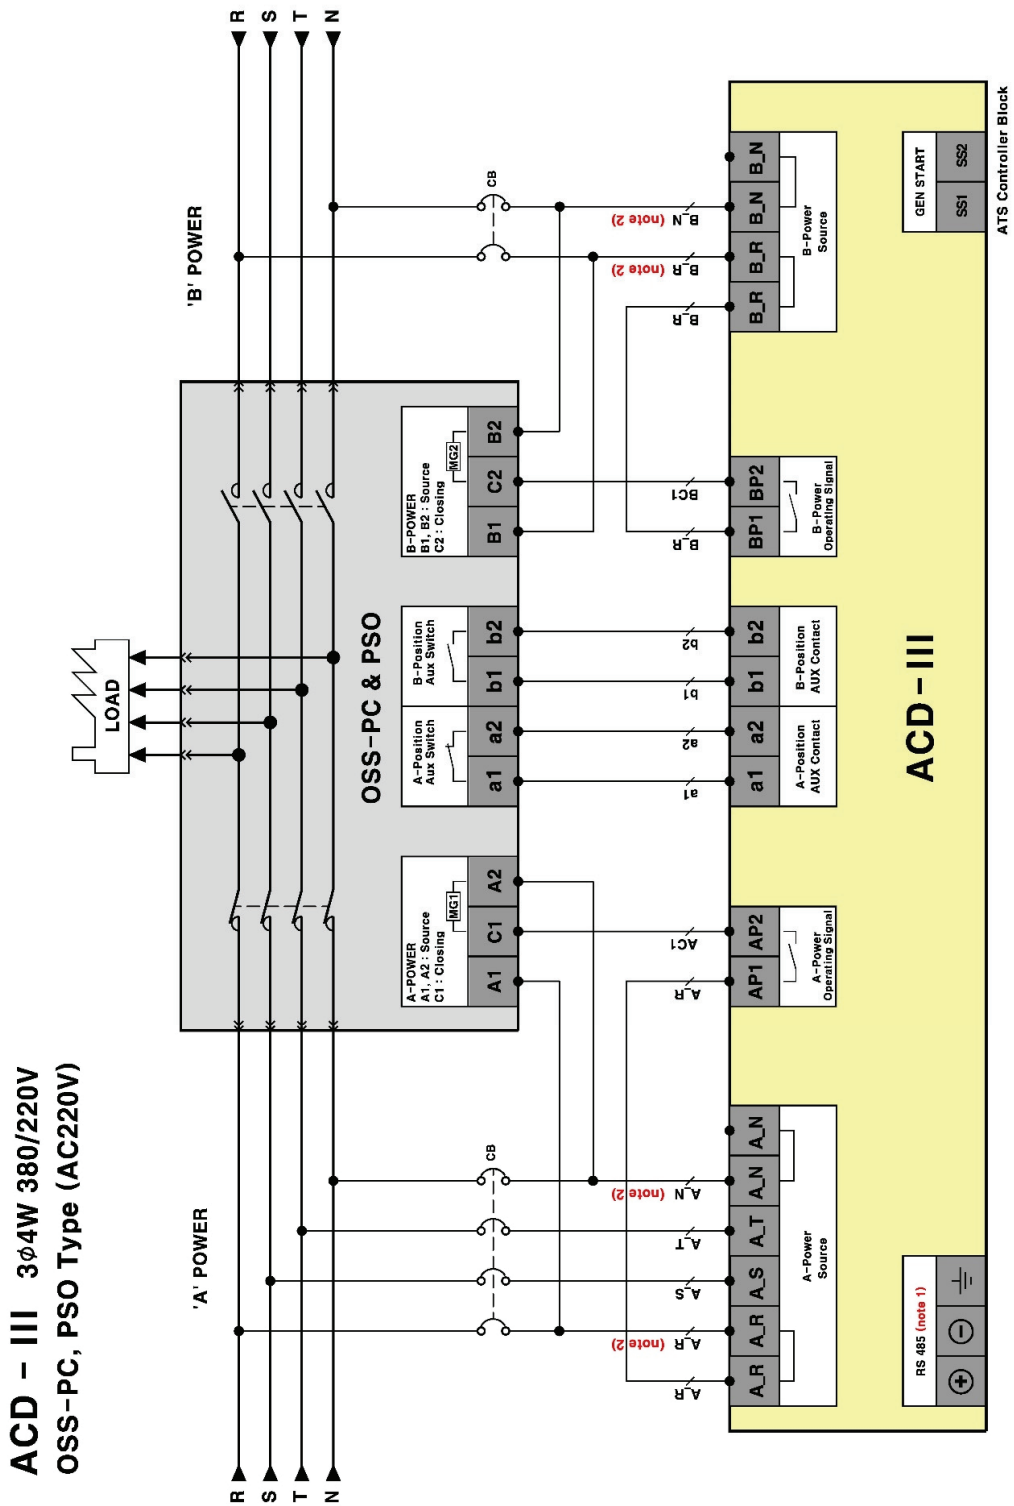 ACD - III 3φ4W 380/220V
OSS-PC, PSO Type (AC220V)
R
S
T
N
'A' POWER
'B' POWER
R
S
T
N
LOAD
OSS-PC & PSO
A-POWER
A1, A2 : Source
C1 : Closing
MG1
A1
C1
A2
A-Position
Aux Switch
a1
a2
B-Position
Aux Switch
b1
b2
B-POWER
B1, B2 : Source
C2 : Closing
MG2
B1
C2
B2
CB
CB
A_R
A_R (note 2)
A_S
A_T
A_N (note 2)
A_R
AC1
a1
a2
b1
b2
B_R
BC1
B_R
B_R (note 2)
B_N (note 2)
A_R
A_R
A_S
A_T
A_N
A_N
A-Power
Source
AP1
AP2
A-Power
Operating Signal
a1
a2
A-Position
AUX Contact
b1
b2
B-Position
AUX Contact
BP1
BP2
B-Power
Operating Signal
B_R
B_R
B_N
B_N
B-Power
Source
ACD-III
RS 485 (note 1)
+
−
GEN START
SS1
SS2
ATS Controller Block